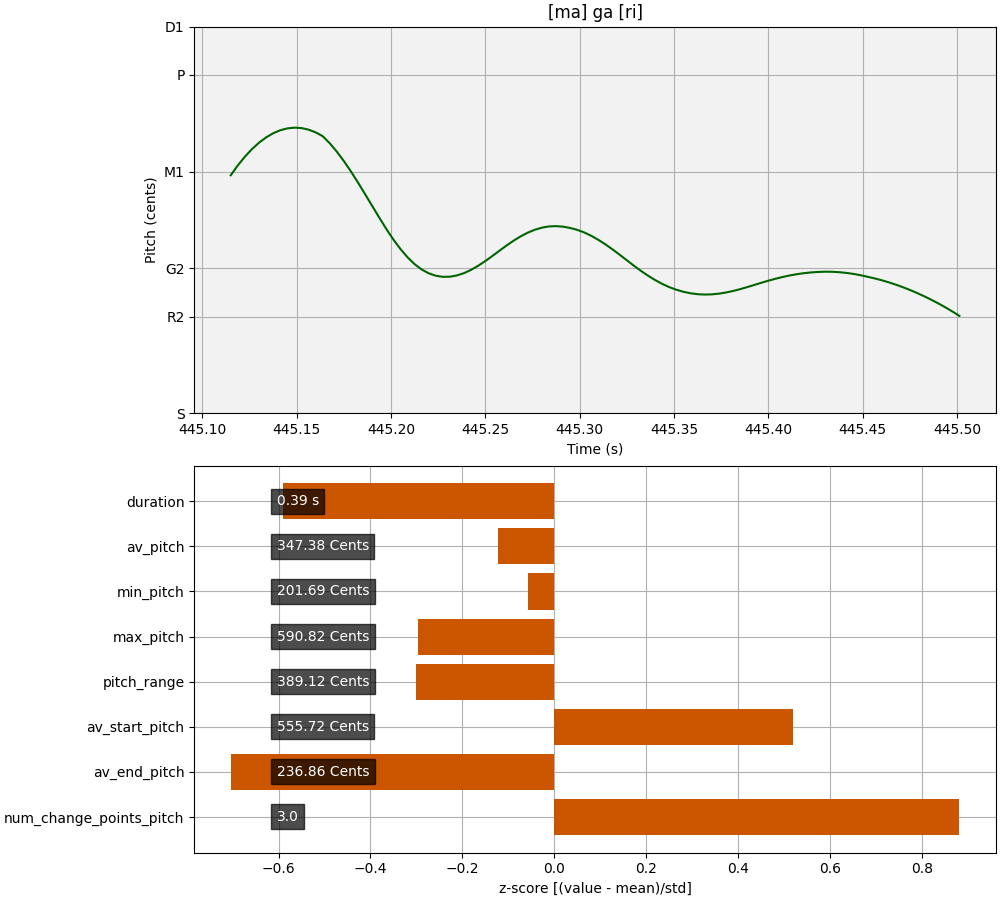 [ma] ga [ri]
D1
P
M1
G2
R2
S
Pitch (cents)
445.10 445.15 445.20 445.25 445.30 445.35 445.40 445.45 445.50
Time (s)
duration 0.39 s
av_pitch 347.38 Cents
min_pitch 201.69 Cents
max_pitch 590.82 Cents
pitch_range 389.12 Cents
av_start_pitch 555.72 Cents
av_end_pitch 236.86 Cents
num_change_points_pitch 3.0
−0.6 −0.4 −0.2 0.0 0.2 0.4 0.6 0.8
z-score [(value - mean)/std]